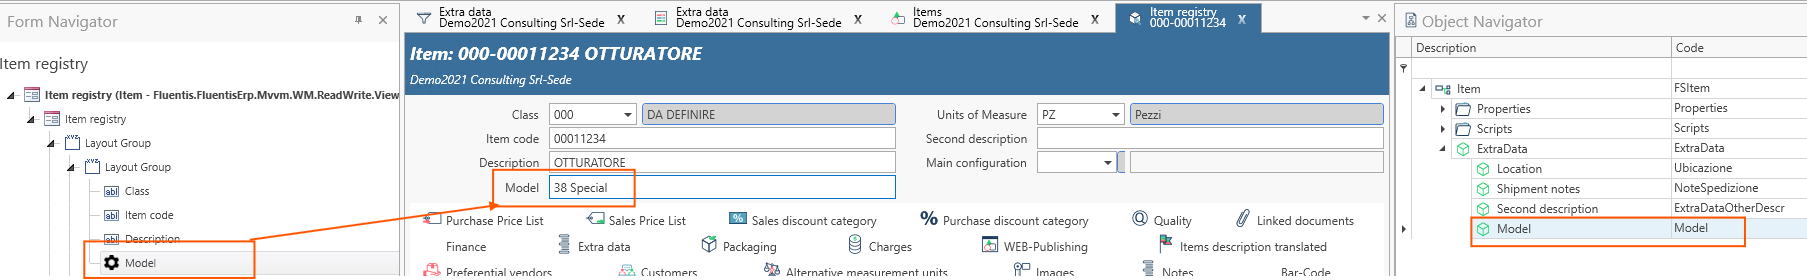 Form Navigator
Item registry
Item registry (Item - Fluentis.FluentisErp.Mvvm.WM.ReadWrite.View
Item registry
Layout Group
Layout Group
Class
Item code
Description
Model
Extra data
Demo2021 Consulting Srl-Sede X
Extra data
Demo2021 Consulting Srl-Sede X
Items
Demo2021 Consulting Srl-Sede X
Item registry
000-00011234 X
Item: 000-00011234 OTTURATORE
Demo2021 Consulting Srl-Sede
Class 000 DA DEFINIRE Units of Measure PZ Pezzi
Item code 00011234 Second description
Description OTTURATORE Main configuration
Model 38 Special
Purchase Price List Sales Price List Sales discount category Purchase discount category Quality Linked documents
Finance Extra data Packaging Charges WEB-Publishing Items description translated
Preferential vendors Customers Alternative measurement units Images Notes Bar-Code
Object Navigator
Description Code
Item FSItem
Properties Properties
Scripts Scripts
ExtraData ExtraData
Location Ubicazione
Shipment notes NoteSpedizione
Second description ExtraDataOtherDescr
Model Model